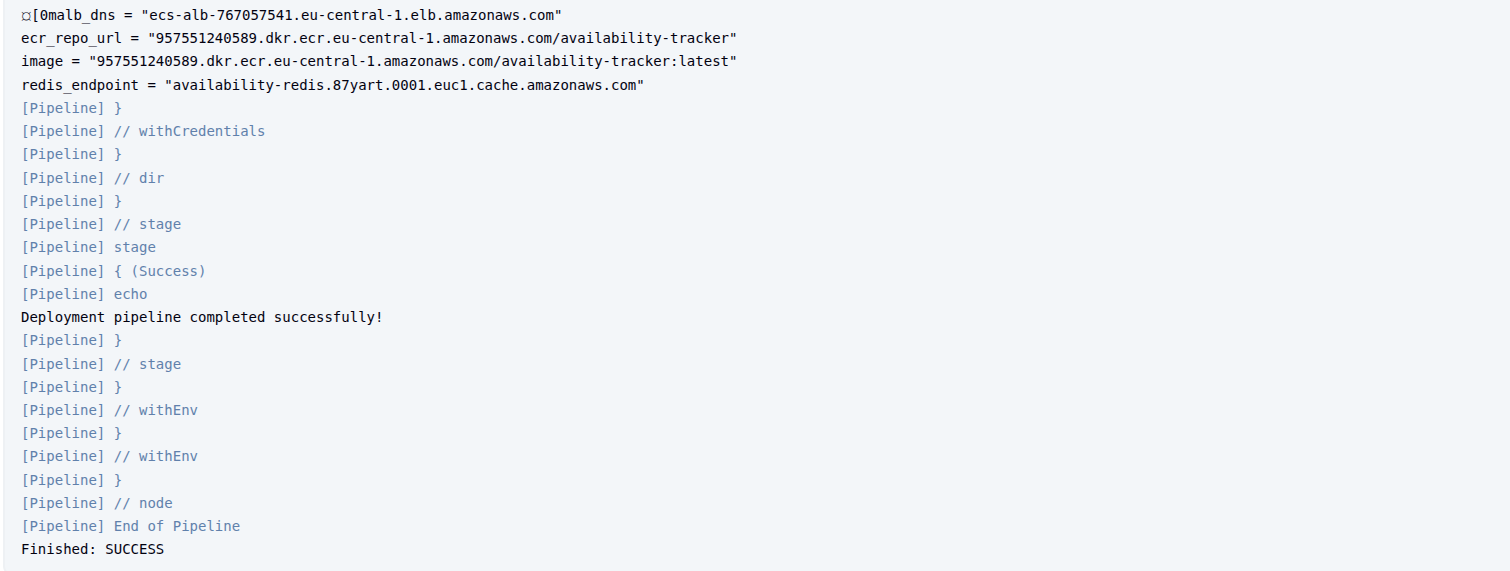 ¤[0malb_dns = "ecs-alb-767057541.eu-central-1.elb.amazonaws.com"
ecr_repo_url = "957551240589.dkr.ecr.eu-central-1.amazonaws.com/availability-tracker"
image = "957551240589.dkr.ecr.eu-central-1.amazonaws.com/availability-tracker:latest"
redis_endpoint = "availability-redis.87yart.0001.euc1.cache.amazonaws.com"
[Pipeline] }
[Pipeline] // withCredentials
[Pipeline] }
[Pipeline] // dir
[Pipeline] }
[Pipeline] // stage
[Pipeline] stage
[Pipeline] { (Success)
[Pipeline] echo
Deployment pipeline completed successfully!
[Pipeline] }
[Pipeline] // stage
[Pipeline] }
[Pipeline] // withEnv
[Pipeline] }
[Pipeline] // withEnv
[Pipeline] }
[Pipeline] // node
[Pipeline] End of Pipeline
Finished: SUCCESS